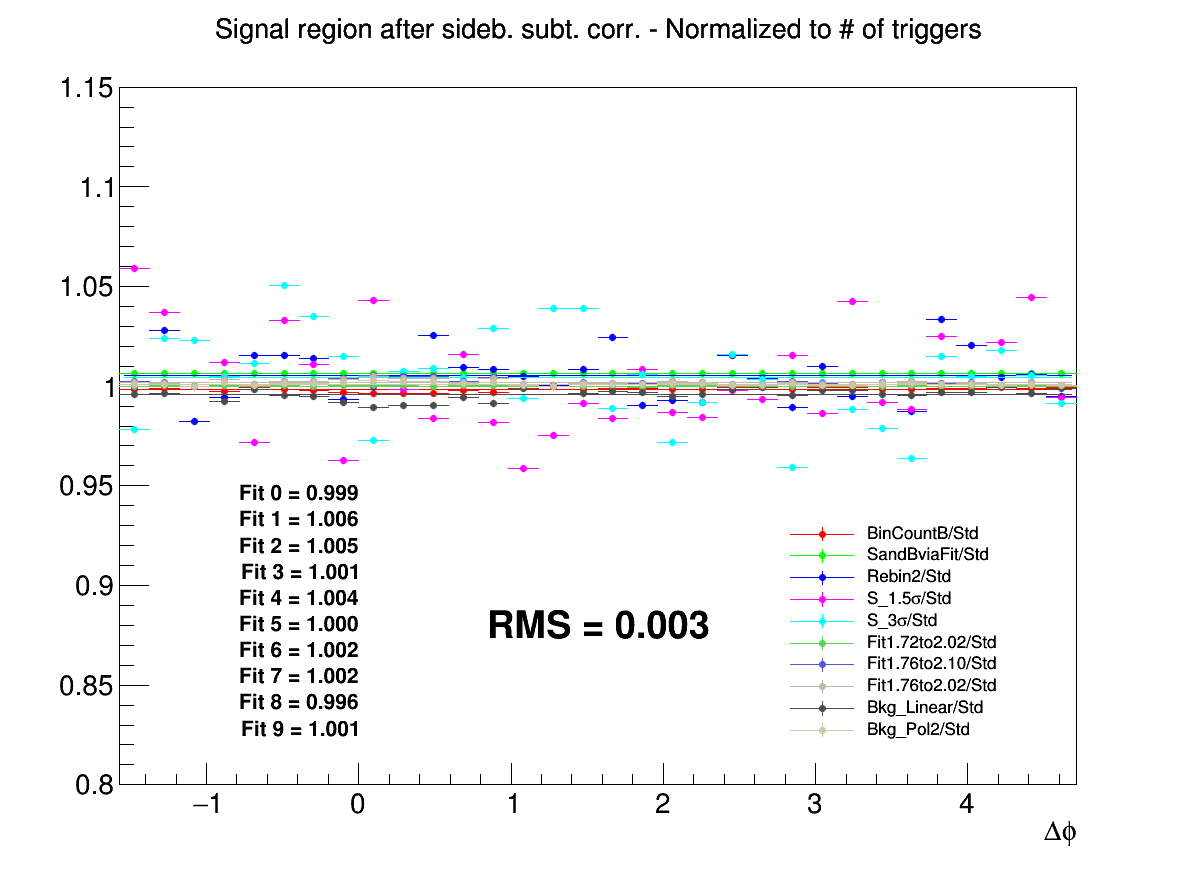 Signal region after sideb. subt. corr. - Normalized to # of triggers
1.15
1.1
1.05
1
0.95
0.9
0.85
0.8
Fit 0 = 0.999
Fit 1 = 1.006
Fit 2 = 1.005
Fit 3 = 1.001
Fit 4 = 1.004
Fit 5 = 1.000
Fit 6 = 1.002
Fit 7 = 1.002
Fit 8 = 0.996
Fit 9 = 1.001
RMS = 0.003
BinCountB/Std
SandBviaFit/Std
Rebin2/Std
S_1.5σ/Std
S_3σ/Std
Fit1.72to2.02/Std
Fit1.76to2.10/Std
Fit1.76to2.02/Std
Bkg_Linear/Std
Bkg_Pol2/Std
−1 0 1 2 3 4
Δϕ